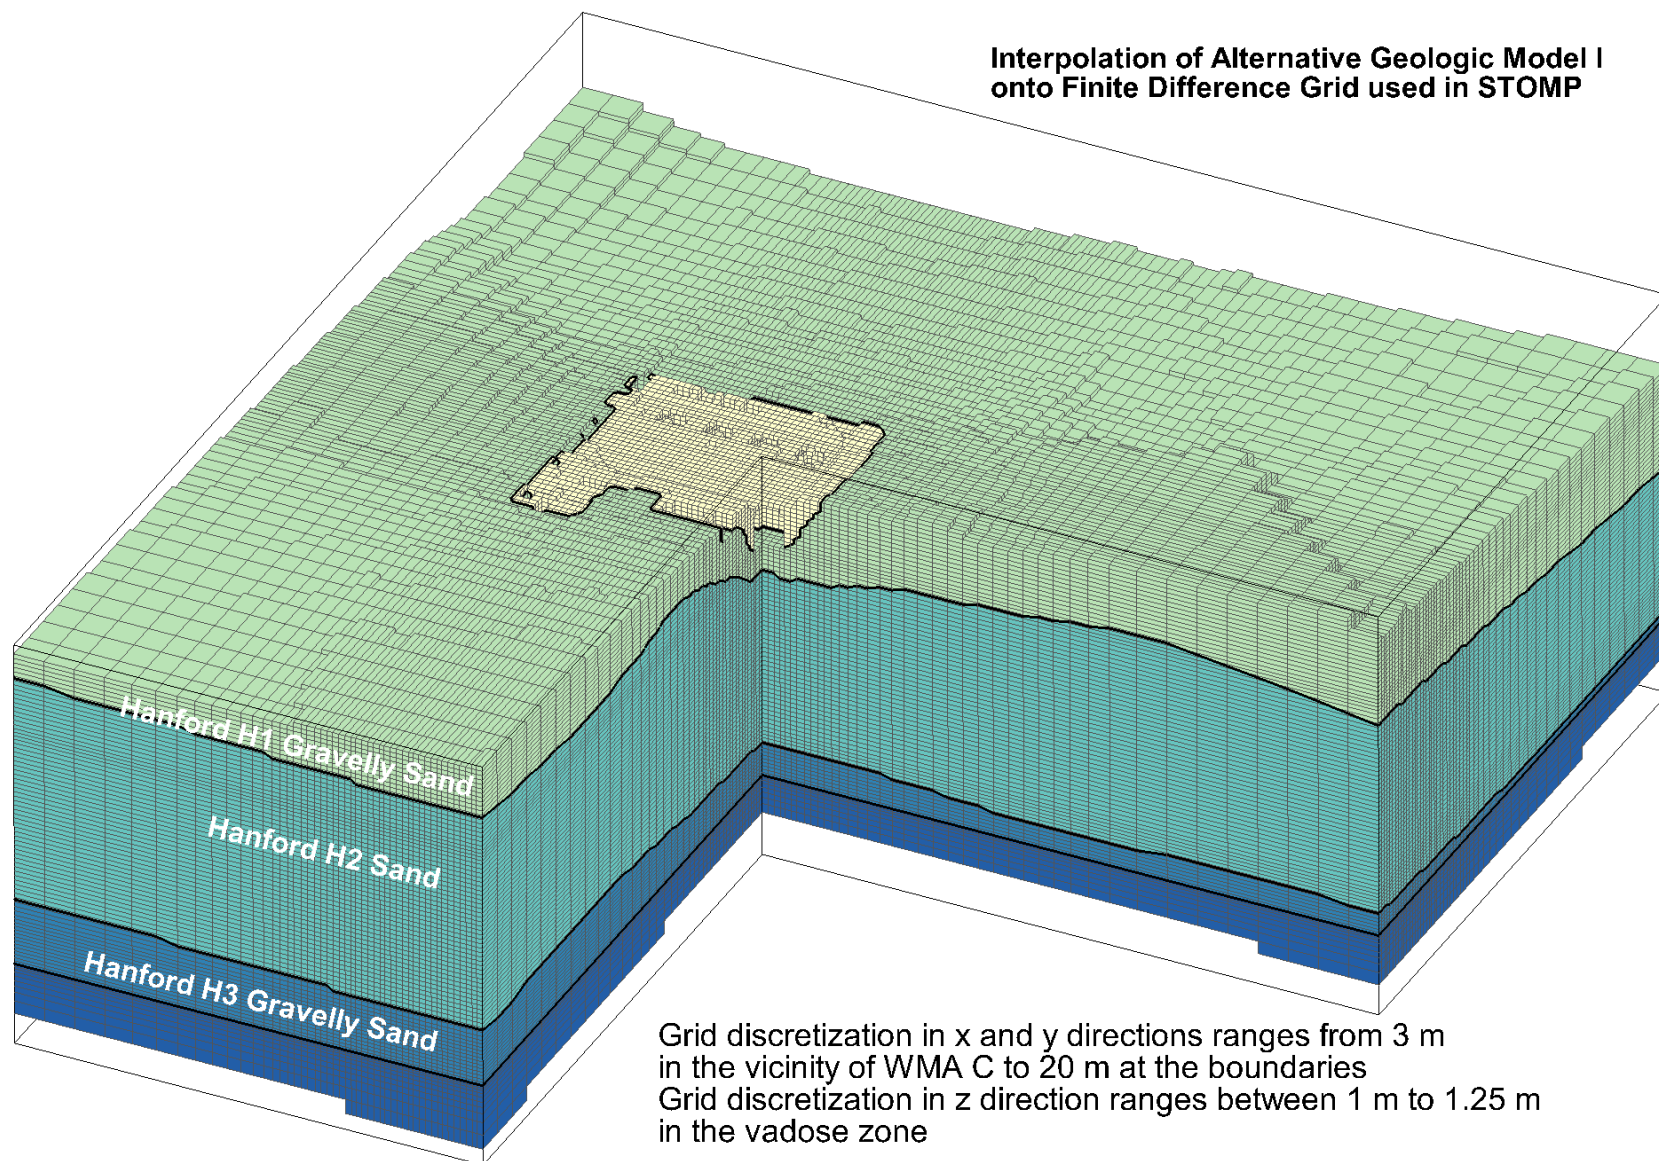 Interpolation of Alternative Geologic Model I
onto Finite Difference Grid used in STOMP
Hanford H1 Gravelly Sand
Hanford H2 Sand
Hanford H3 Gravelly Sand
Grid discretization in x and y directions ranges from 3 m
in the vicinity of WMA C to 20 m at the boundaries
Grid discretization in z direction ranges between 1 m to 1.25 m
in the vadose zone